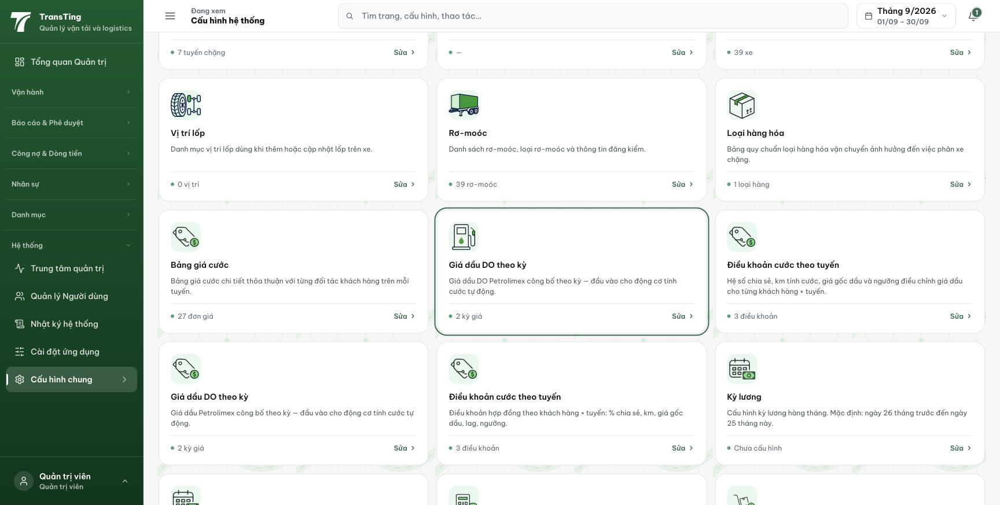 TransTing
Quản lý vận tải và logistics
Tổng quan Quản trị
Vận hành
Báo cáo & Phê duyệt
Công nợ & Dòng tiền
Nhân sự
Danh mục
Hệ thống
Trung tâm quản trị
Quản lý Người dùng
Nhật ký hệ thống
Cài đặt ứng dụng
Cấu hình chung
Quản trị viên
Quản trị viên
Đang xem
Cấu hình hệ thống
Tìm trang, cấu hình, thao tác...
Tháng 9/2026
01/09 – 30/09
1
7 tuyến chặng
Sửa
—
Sửa
39 xe
Sửa
Vị trí lốp
Danh mục vị trí lốp dùng khi thêm hoặc cập nhật lốp trên xe.
0 vị trí
Sửa
Rơ-moóc
Danh sách rơ-moóc, loại rơ-moóc và thông tin đăng kiểm.
39 rơ-moóc
Sửa
Loại hàng hóa
Bảng quy chuẩn loại hàng hóa vận chuyển ảnh hưởng đến việc phân xe
chặng.
1 loại hàng
Sửa
Bảng giá cước
Bảng giá cước chi tiết thỏa thuận với từng đối tác khách hàng trên mỗi
tuyến.
27 đơn giá
Sửa
Giá dầu DO theo kỳ
Giá dầu DO Petrolimex công bố theo kỳ — đầu vào cho động cơ tính
cước tự động.
2 kỳ giá
Sửa
Điều khoản cước theo tuyến
Hệ số chia sẻ, km tính cước, giá gốc dầu và ngưỡng điều chỉnh giá dầu
cho từng khách hàng × tuyến.
3 điều khoản
Sửa
Giá dầu DO theo kỳ
Giá dầu Petrolimex công bố theo kỳ — đầu vào cho động cơ tính cước tự
động.
2 kỳ giá
Sửa
Điều khoản cước theo tuyến
Điều khoản hợp đồng theo khách hàng × tuyến: % chia sẻ, km, giá gốc
dầu, lag, ngưỡng.
3 điều khoản
Sửa
Kỳ lương
Cấu hình kỳ lương hàng tháng. Mặc định: ngày 26 tháng trước đến ngày
25 tháng này.
Chưa cấu hình
Sửa